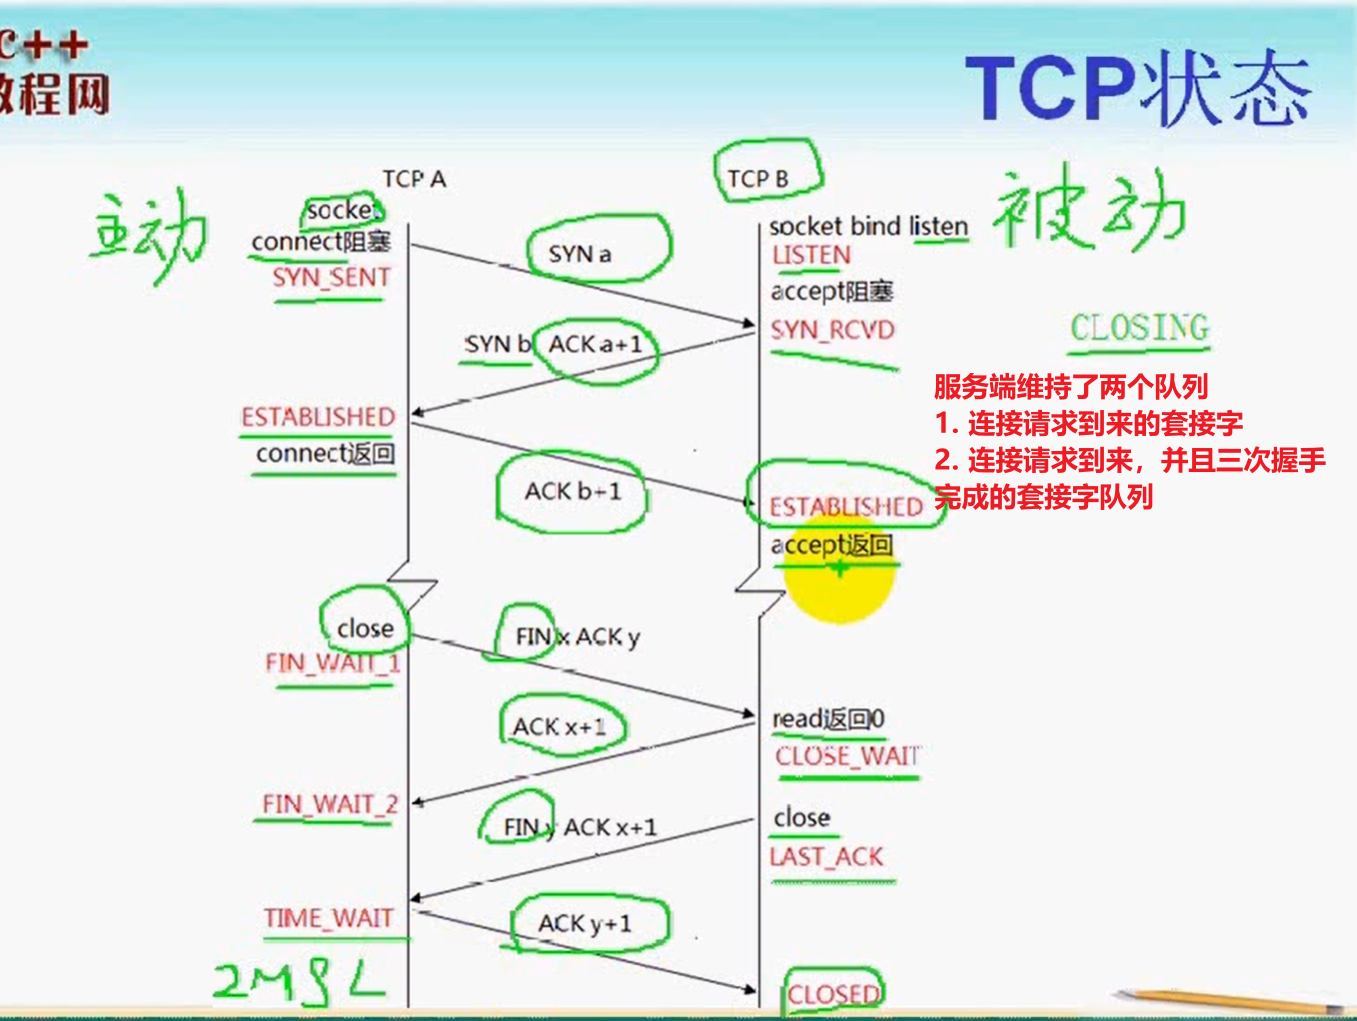 C++
教程网
TCP状态
TCP A
TCP B
主动
被动
socket
socket bind listen
connect阻塞
SYN a
LISTEN
SYN_SENT
accept阻塞
SYN b ACK a+1
SYN_RCVD
CLOSING
服务端维持了两个队列
1. 连接请求到来的套接字
2. 连接请求到来，并且三次握手
完成的套接字队列
ESTABLISHED
connect返回
ACK b+1
ESTABLISHED
accept返回
close
FIN x ACK y
FIN_WAIT_1
ACK x+1
read返回0
CLOSE_WAIT
FIN_WAIT_2
FIN y ACK x+1
close
LAST_ACK
TIME_WAIT
ACK y+1
2MSL
CLOSED